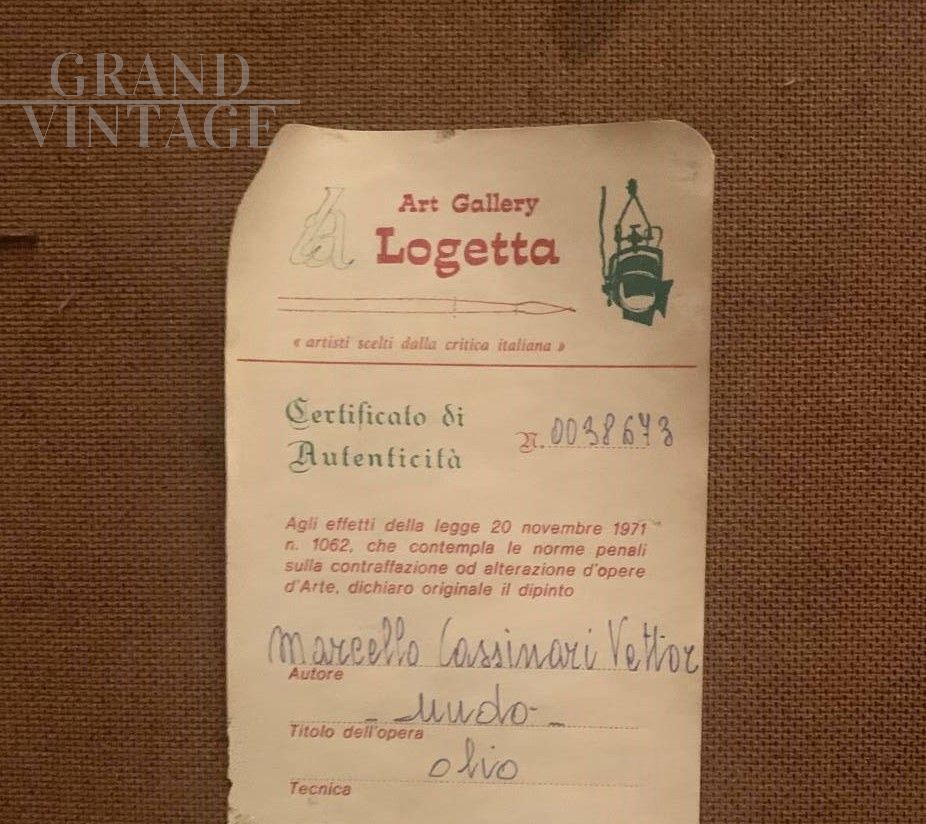 GRAND
VINTAGE
Art Gallery
Logetta
« artisti scelti dalla critica italiana »
Certificato di
Autenticità
N. 0038673
Agli effetti della legge 20 novembre 1971
n. 1062, che contempla le norme penali
sulla contraffazione od alterazione d'opere
d'Arte, dichiaro originale il dipinto
Marcello Cassinari Vettor
Autore
- nudo -
Titolo dell'opera
olio
Tecnica